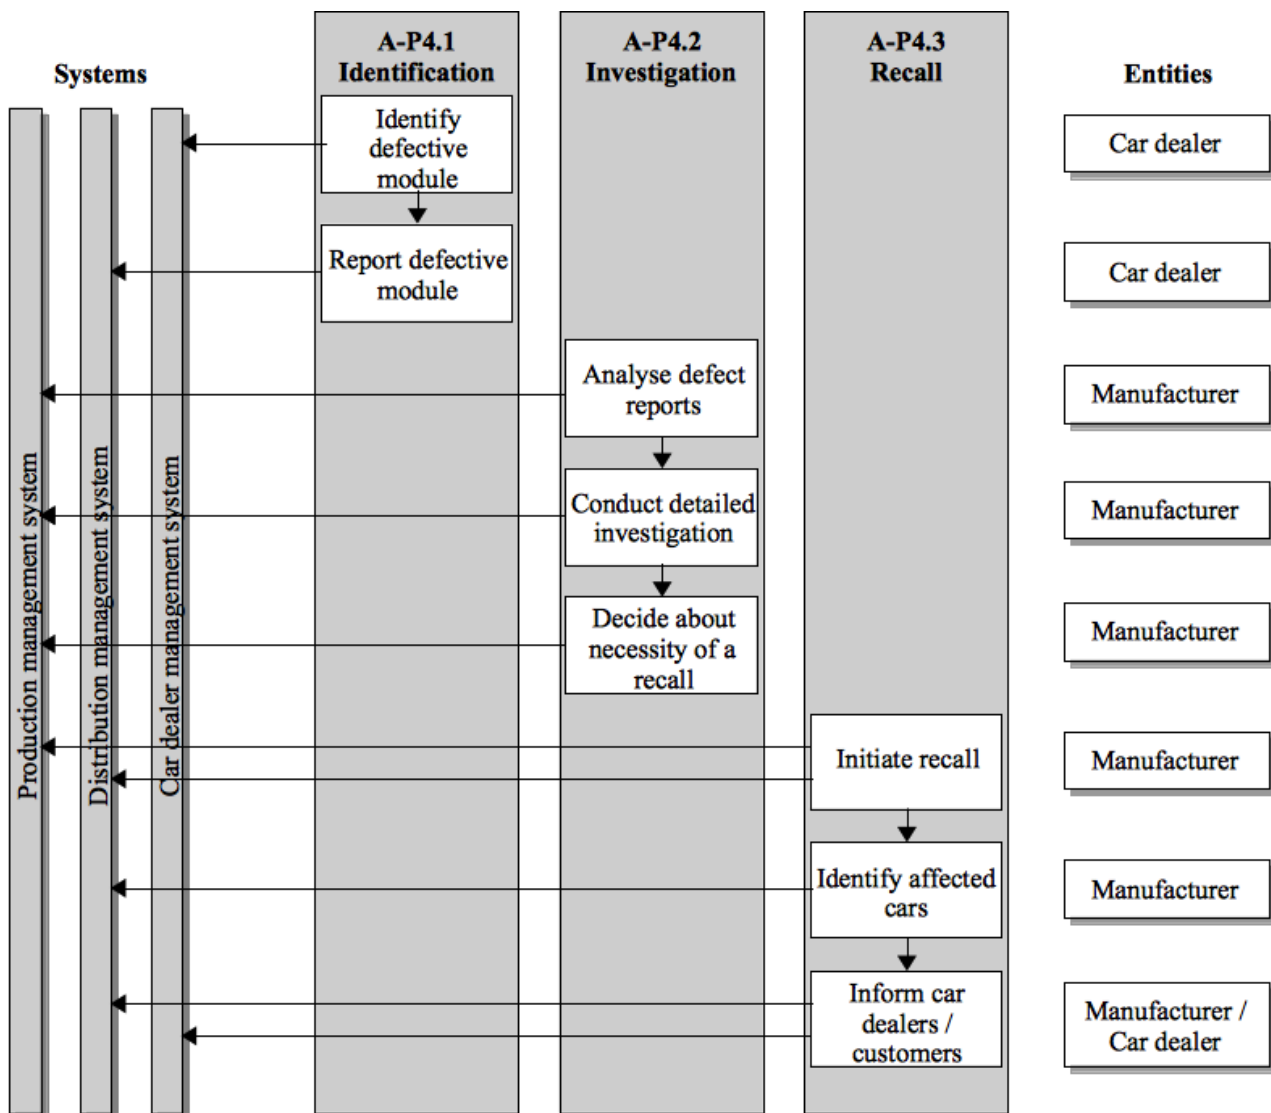 Systems
A-P4.1
Identification
A-P4.2
Investigation
A-P4.3
Recall
Entities
Identify
defective
module
Car dealer
Report defective
module
Car dealer
Analyse defect
reports
Manufacturer
Conduct detailed
investigation
Manufacturer
Decide about
necessity of a
recall
Manufacturer
Initiate recall
Manufacturer
Identify affected
cars
Manufacturer
Inform car
dealers /
customers
Manufacturer /
Car dealer
Production management system
Distribution management system
Car dealer management system